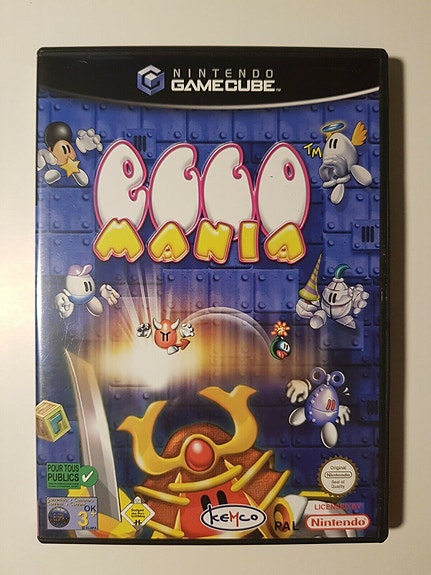 NINTENDO
GAMECUBE™
EGGO
MANIA
TM
POUR TOUS
PUBLICS
OK
3+
KEMCO
PAL
Original
Nintendo
Seal of
Quality
LICENSED BY
Nintendo